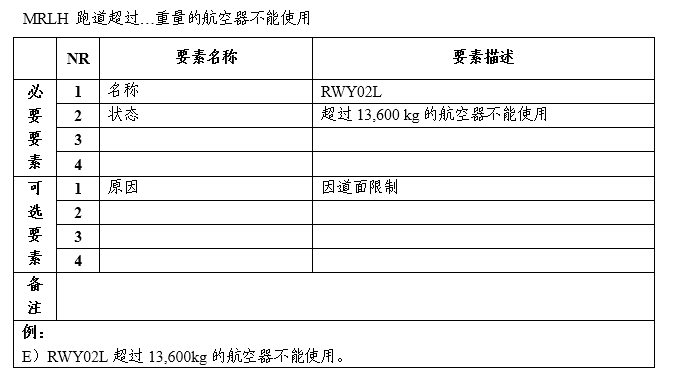 MRLH 跑道超过…重量的航空器不能使用
NR 要素名称 要素描述
必要要素
1 名称 RWY02L
2 状态 超过 13,600 kg 的航空器不能使用
3
4
可选要素
1 原因 因道面限制
2
3
4
备注
例：
E）RWY02L 超过 13,600kg 的航空器不能使用。